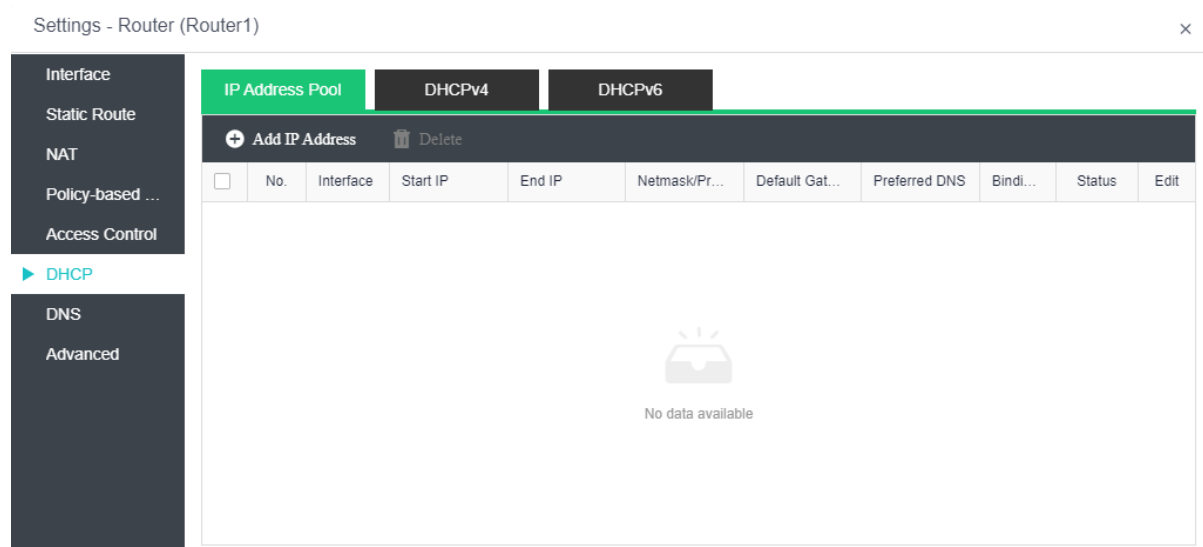 Settings - Router (Router1)
×
Interface
Static Route
NAT
Policy-based ...
Access Control
DHCP
DNS
Advanced
IP Address Pool DHCPv4 DHCPv6
Add IP Address Delete
No. Interface Start IP End IP Netmask/Pr... Default Gat... Preferred DNS Bindi... Status Edit
No data available